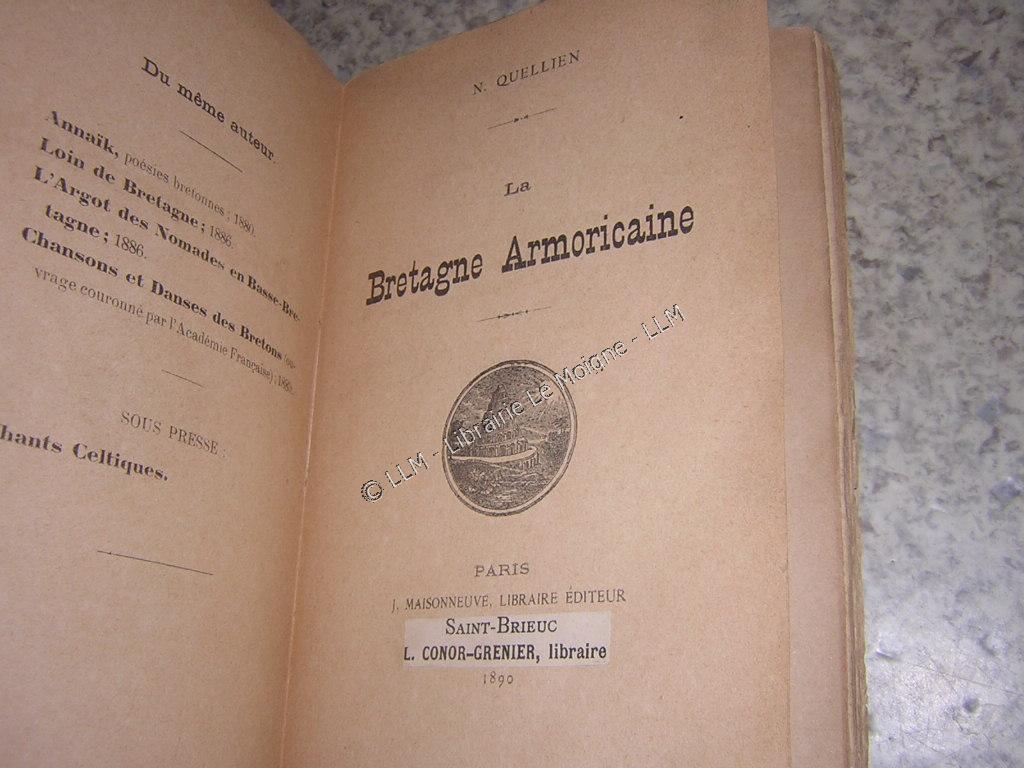 Du même auteur.
Annaïk, poésies bretonnes; 1880.
Loin de Bretagne; 1886.
L'Argot des Nomades en Basse-Bre-
tagne; 1886.
Chansons et Danses des Bretons (ou-
vrage couronné par l'Académie Française);
SOUS PRESSE:
hants Celtiques.
N. QUELLIEN
La
Bretagne Armoricaine
© LLM - Librairie Le Moigne - LLM
PARIS
J. MAISONNEUVE, LIBRAIRE ÉDITEUR
SAINT-BRIEUC
L. CONOR-GRENIER, libraire
1890